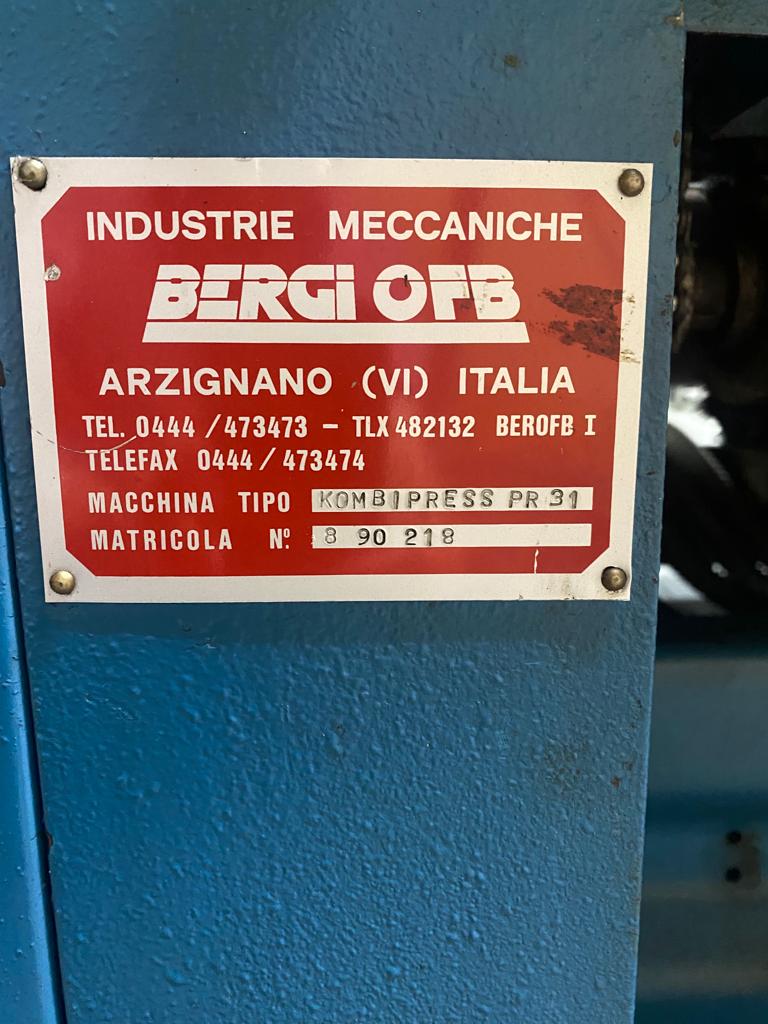 INDUSTRIE MECCANICHE
BERGI OFB
ARZIGNANO (VI) ITALIA
TEL. 0444/473473 - TLX 482132 BEROFB I
TELEFAX 0444/473474
MACCHINA TIPO KOMBIPRESS PR 31
MATRICOLA Nº 8 90 218